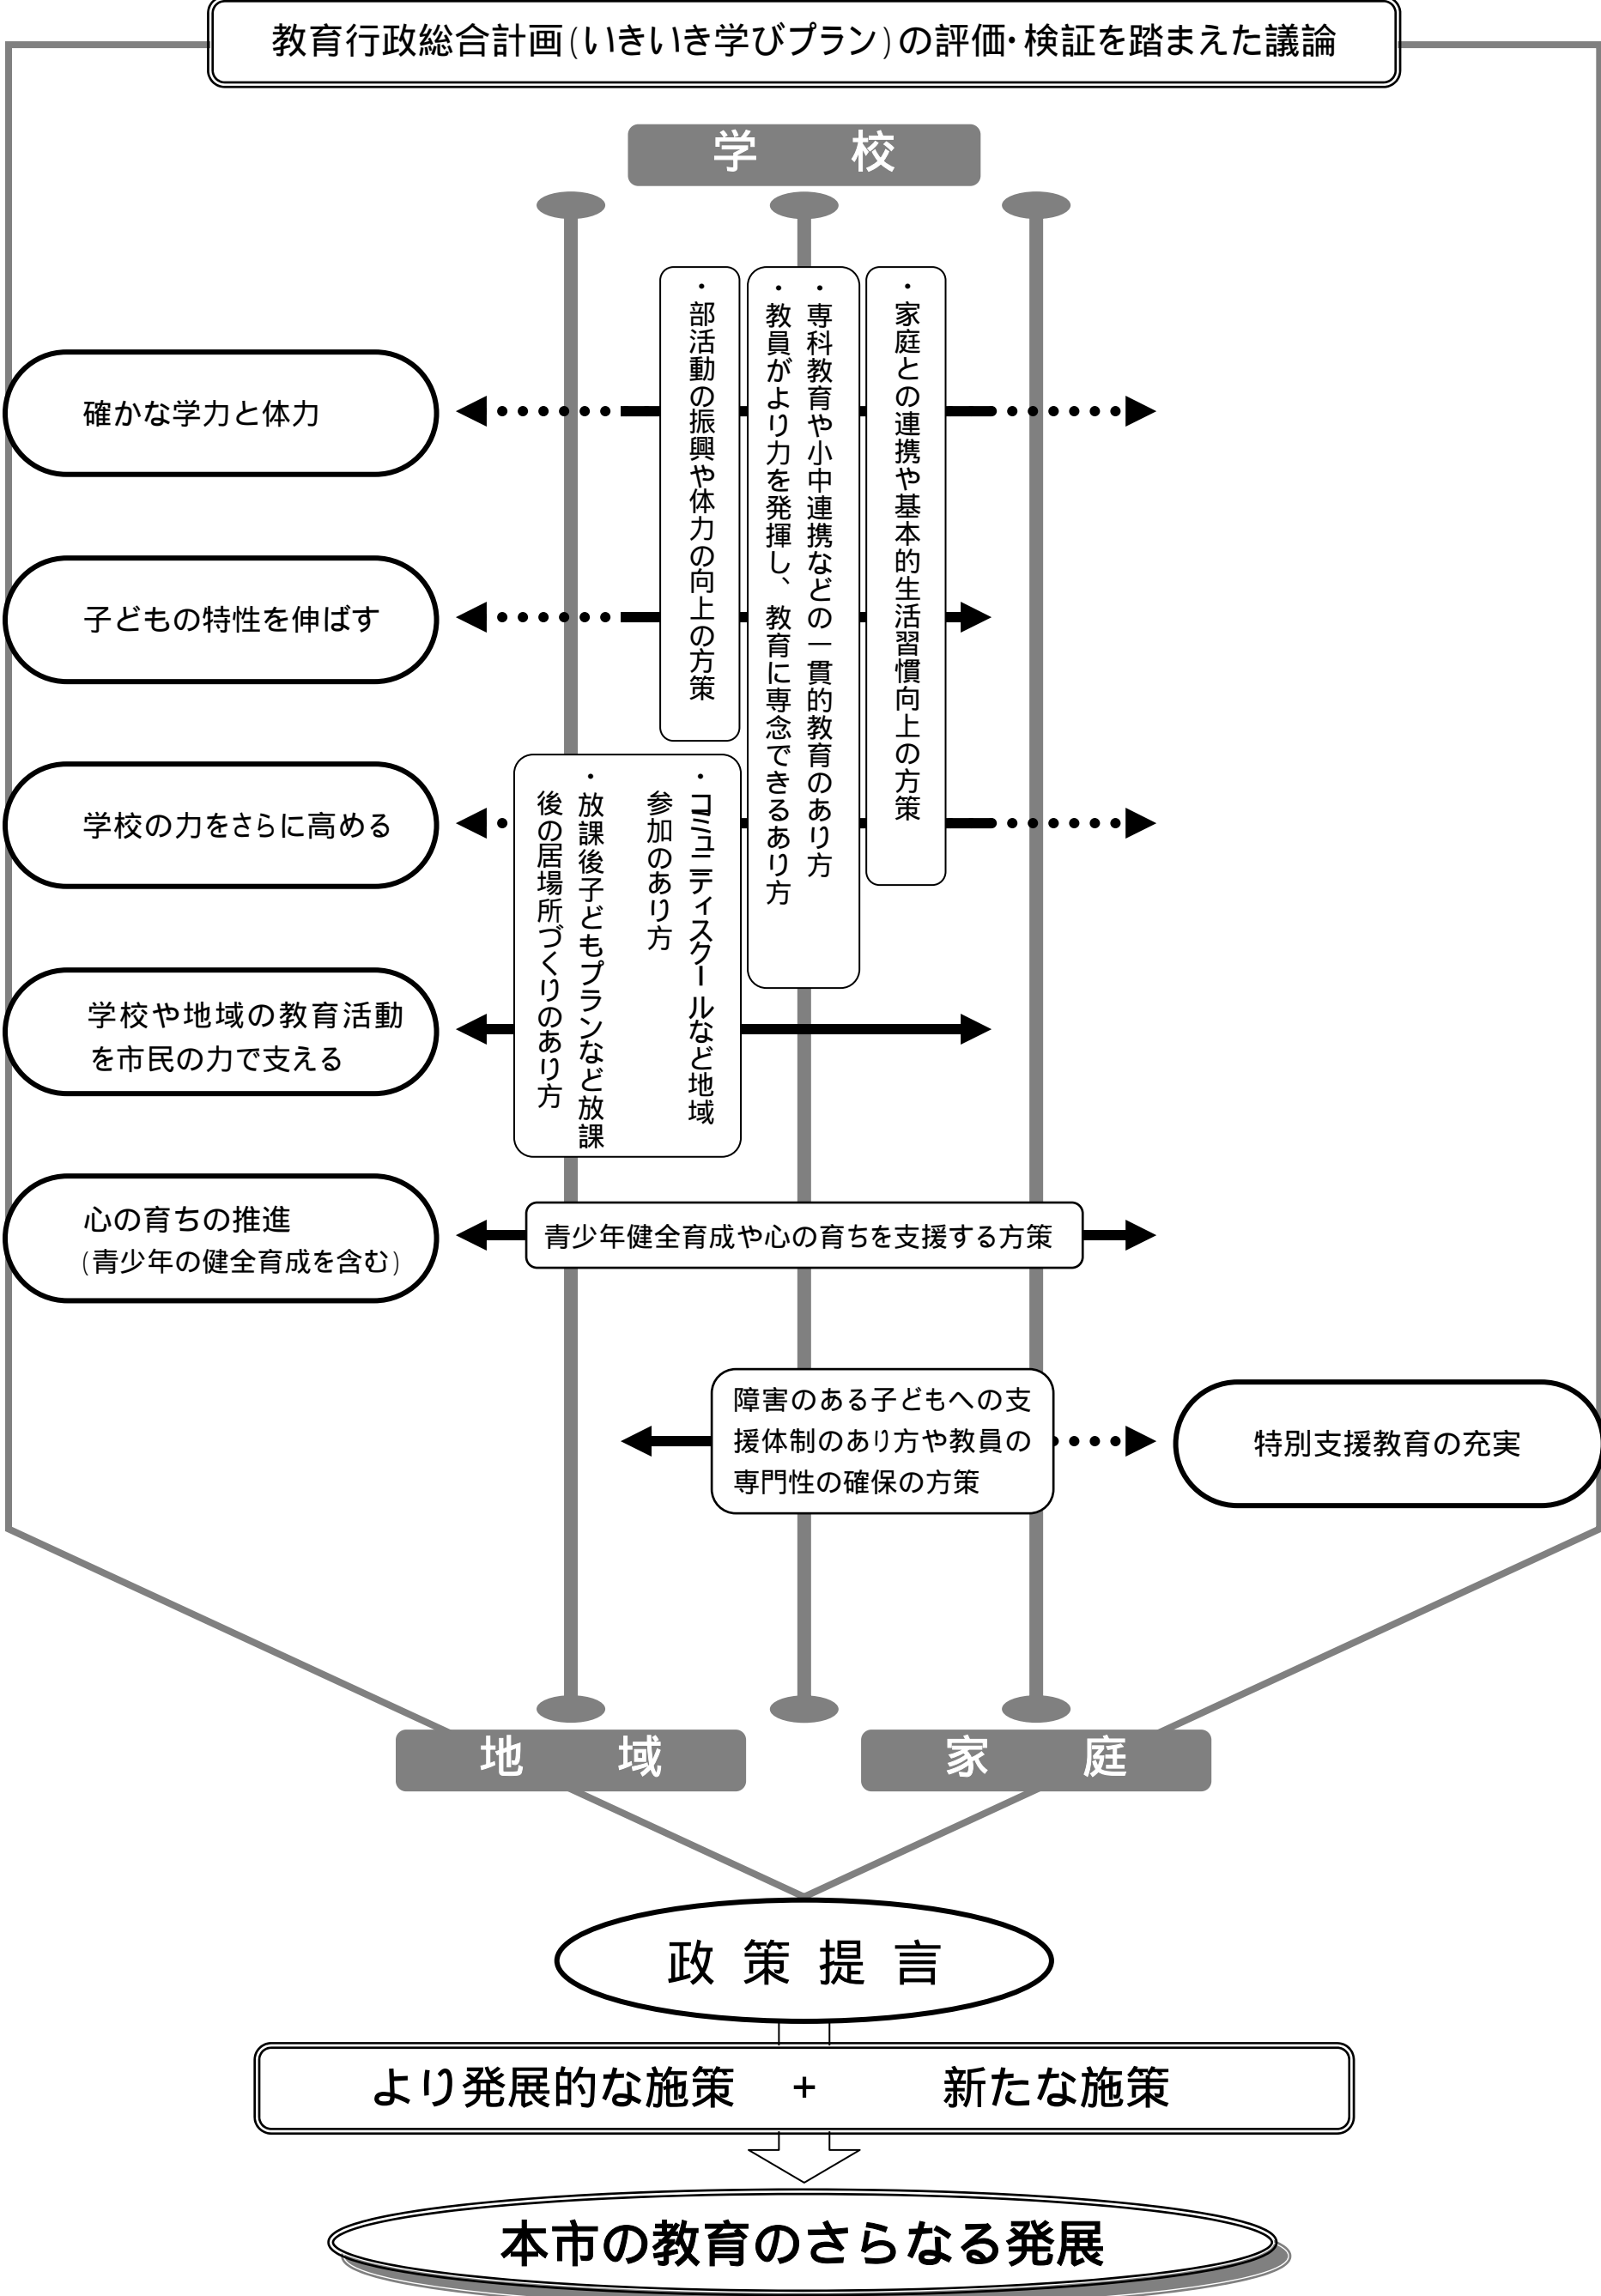 教育行政総合計画(いきいき学びプラン)の評価・検証を踏まえた議論
学 校
・家庭との連携や基本的生活習慣向上の方策
・専科教育や小中連携などの一貫的教育のあり方
・教員がより力を発揮し、教育に専念できるあり方
・部活動の振興や体力の向上の方策
・コミュニティスクールなど地域
参加のあり方
・放課後子どもプランなど放課
後の居場所づくりのあり方
確かな学力と体力
子どもの特性を伸ばす
学校の力をさらに高める
学校や地域の教育活動
を市民の力で支える
心の育ちの推進
(青少年の健全育成を含む)
青少年健全育成や心の育ちを支援する方策
障害のある子どもへの支
援体制のあり方や教員の
専門性の確保の方策
特別支援教育の充実
地 域
家 庭
政 策 提 言
より発展的な施策 + 新たな施策
本市の教育のさらなる発展